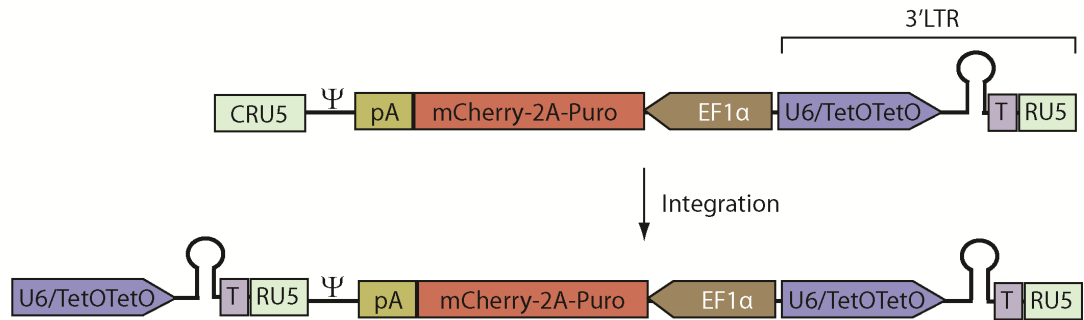 3'LTR
CRU5 Ψ pA mCherry-2A-Puro EF1α U6/TetOTetO T RU5
Integration
U6/TetOTetO T RU5 Ψ pA mCherry-2A-Puro EF1α U6/TetOTetO T RU5